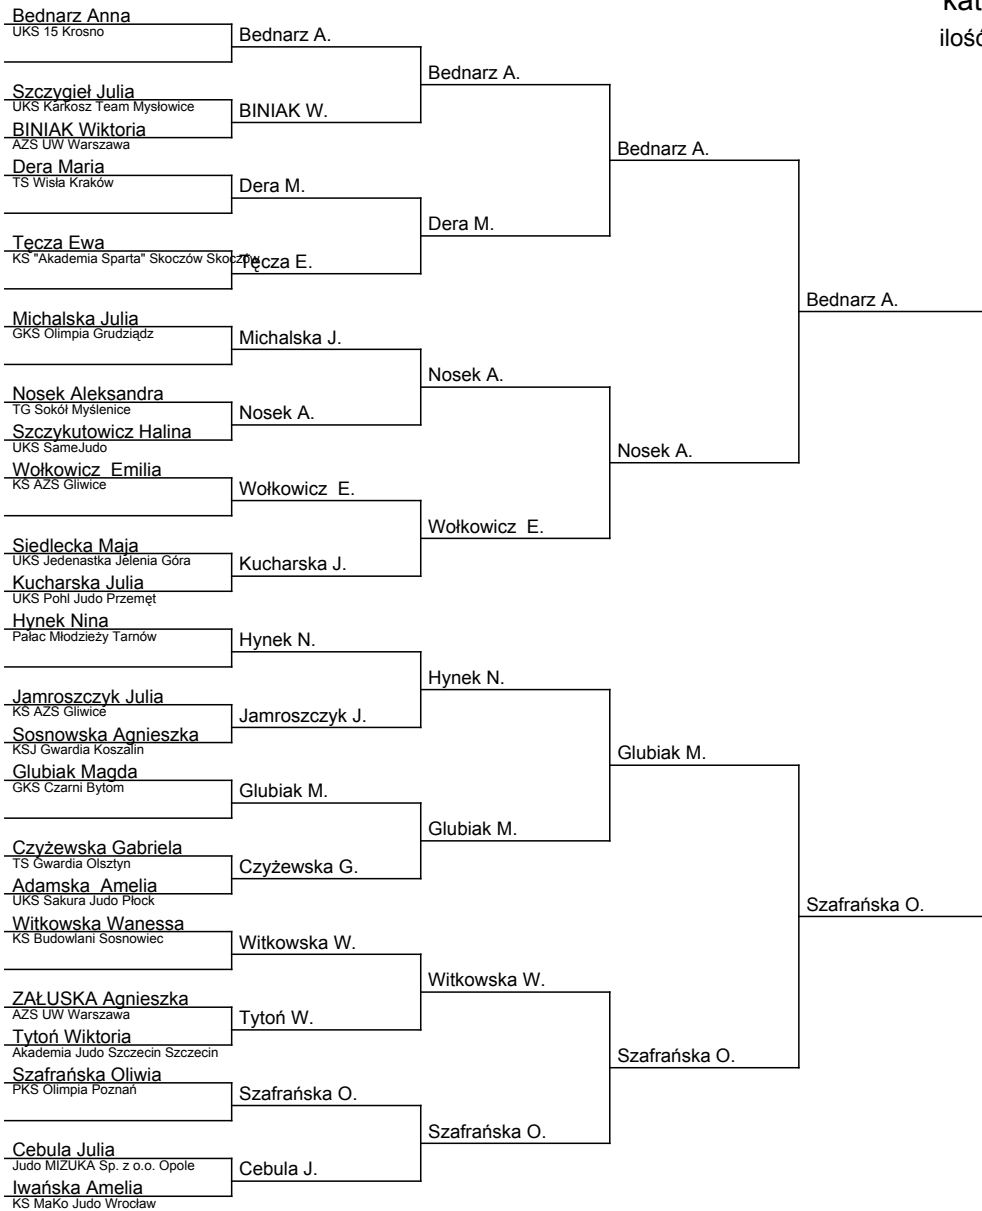 Bednarz Anna
UKS 15 Krosno
Szczygieł Julia
UKS Karkosz Team Mysłowice
BINIAK Wiktoria
AZS UW Warszawa
Dera Maria
TS Wisła Kraków
Tęcza Ewa
KS "Akademia Sparta" Skoczów Skoczów
Michalska Julia
GKS Olimpia Grudziądz
Nosek Aleksandra
TG Sokół Myślenice
Szczykutowicz Halina
UKS SameJudo
Wołkowicz  Emilia
KS AZS Gliwice
Siedlecka Maja
UKS Jedenastka Jelenia Góra
Kucharska Julia
UKS Pohl Judo Przemęt
Hynek Nina
Pałac Młodzieży Tarnów
Jamroszczyk Julia
KS AZS Gliwice
Sosnowska Agnieszka
KSJ Gwardia Koszalin
Glubiak Magda
GKS Czarni Bytom
Czyżewska Gabriela
TS Gwardia Olsztyn
Adamska  Amelia
UKS Sakura Judo Płock
Witkowska Wanessa
KS Budowlani Sosnowiec
ZAŁUSKA Agnieszka
AZS UW Warszawa
Tytoń Wiktoria
Akademia Judo Szczecin Szczecin
Szafrańska Oliwia
PKS Olimpia Poznań
Cebula Julia
Judo MIZUKA Sp. z o.o. Opole
Iwańska Amelia
KS MaKo Judo Wrocław
Bednarz A.
BINIAK W.
Dera M.
Tęcza E.
Michalska J.
Nosek A.
Wołkowicz  E.
Kucharska J.
Hynek N.
Jamroszczyk J.
Glubiak M.
Czyżewska G.
Witkowska W.
Tytoń W.
Szafrańska O.
Cebula J.
Bednarz A.
Dera M.
Nosek A.
Wołkowicz  E.
Hynek N.
Glubiak M.
Witkowska W.
Szafrańska O.
Bednarz A.
Nosek A.
Glubiak M.
Szafrańska O.
Bednarz A.
Szafrańska O.